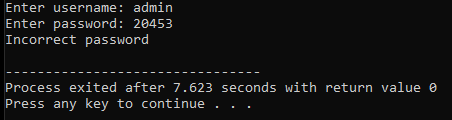 Enter username: admin
Enter password: 20453
Incorrect password
--------------------------------
Process exited after 7.623 seconds with return value 0
Press any key to continue . . .